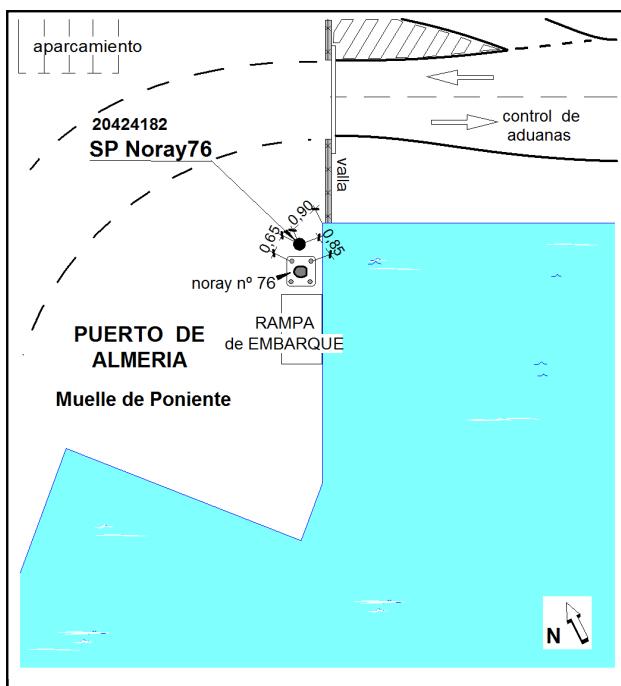 aparcamiento
20424182
SP Noray76
control de
aduanas
valla
0,90
0,65
0,85
noray nº 76
RAMPA
de EMBARQUE
PUERTO DE
ALMERIA
Muelle de Poniente
N